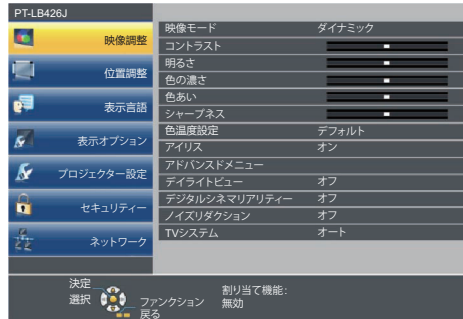 PT-LB426J
映像調整
位置調整
表示言語
表示オプション
プロジェクター設定
セキュリティー
ネットワーク
映像モード ダイナミック
コントラスト
明るさ
色の濃さ
色あい
シャープネス
色温度設定 デフォルト
アイリス オン
アドバンスドメニュー
デイライトビュー オフ
デジタルシネマリアリティー オフ
ノイズリダクション オフ
TVシステム オート
決定
選択
ファンクション
戻る
割り当て機能:
無効